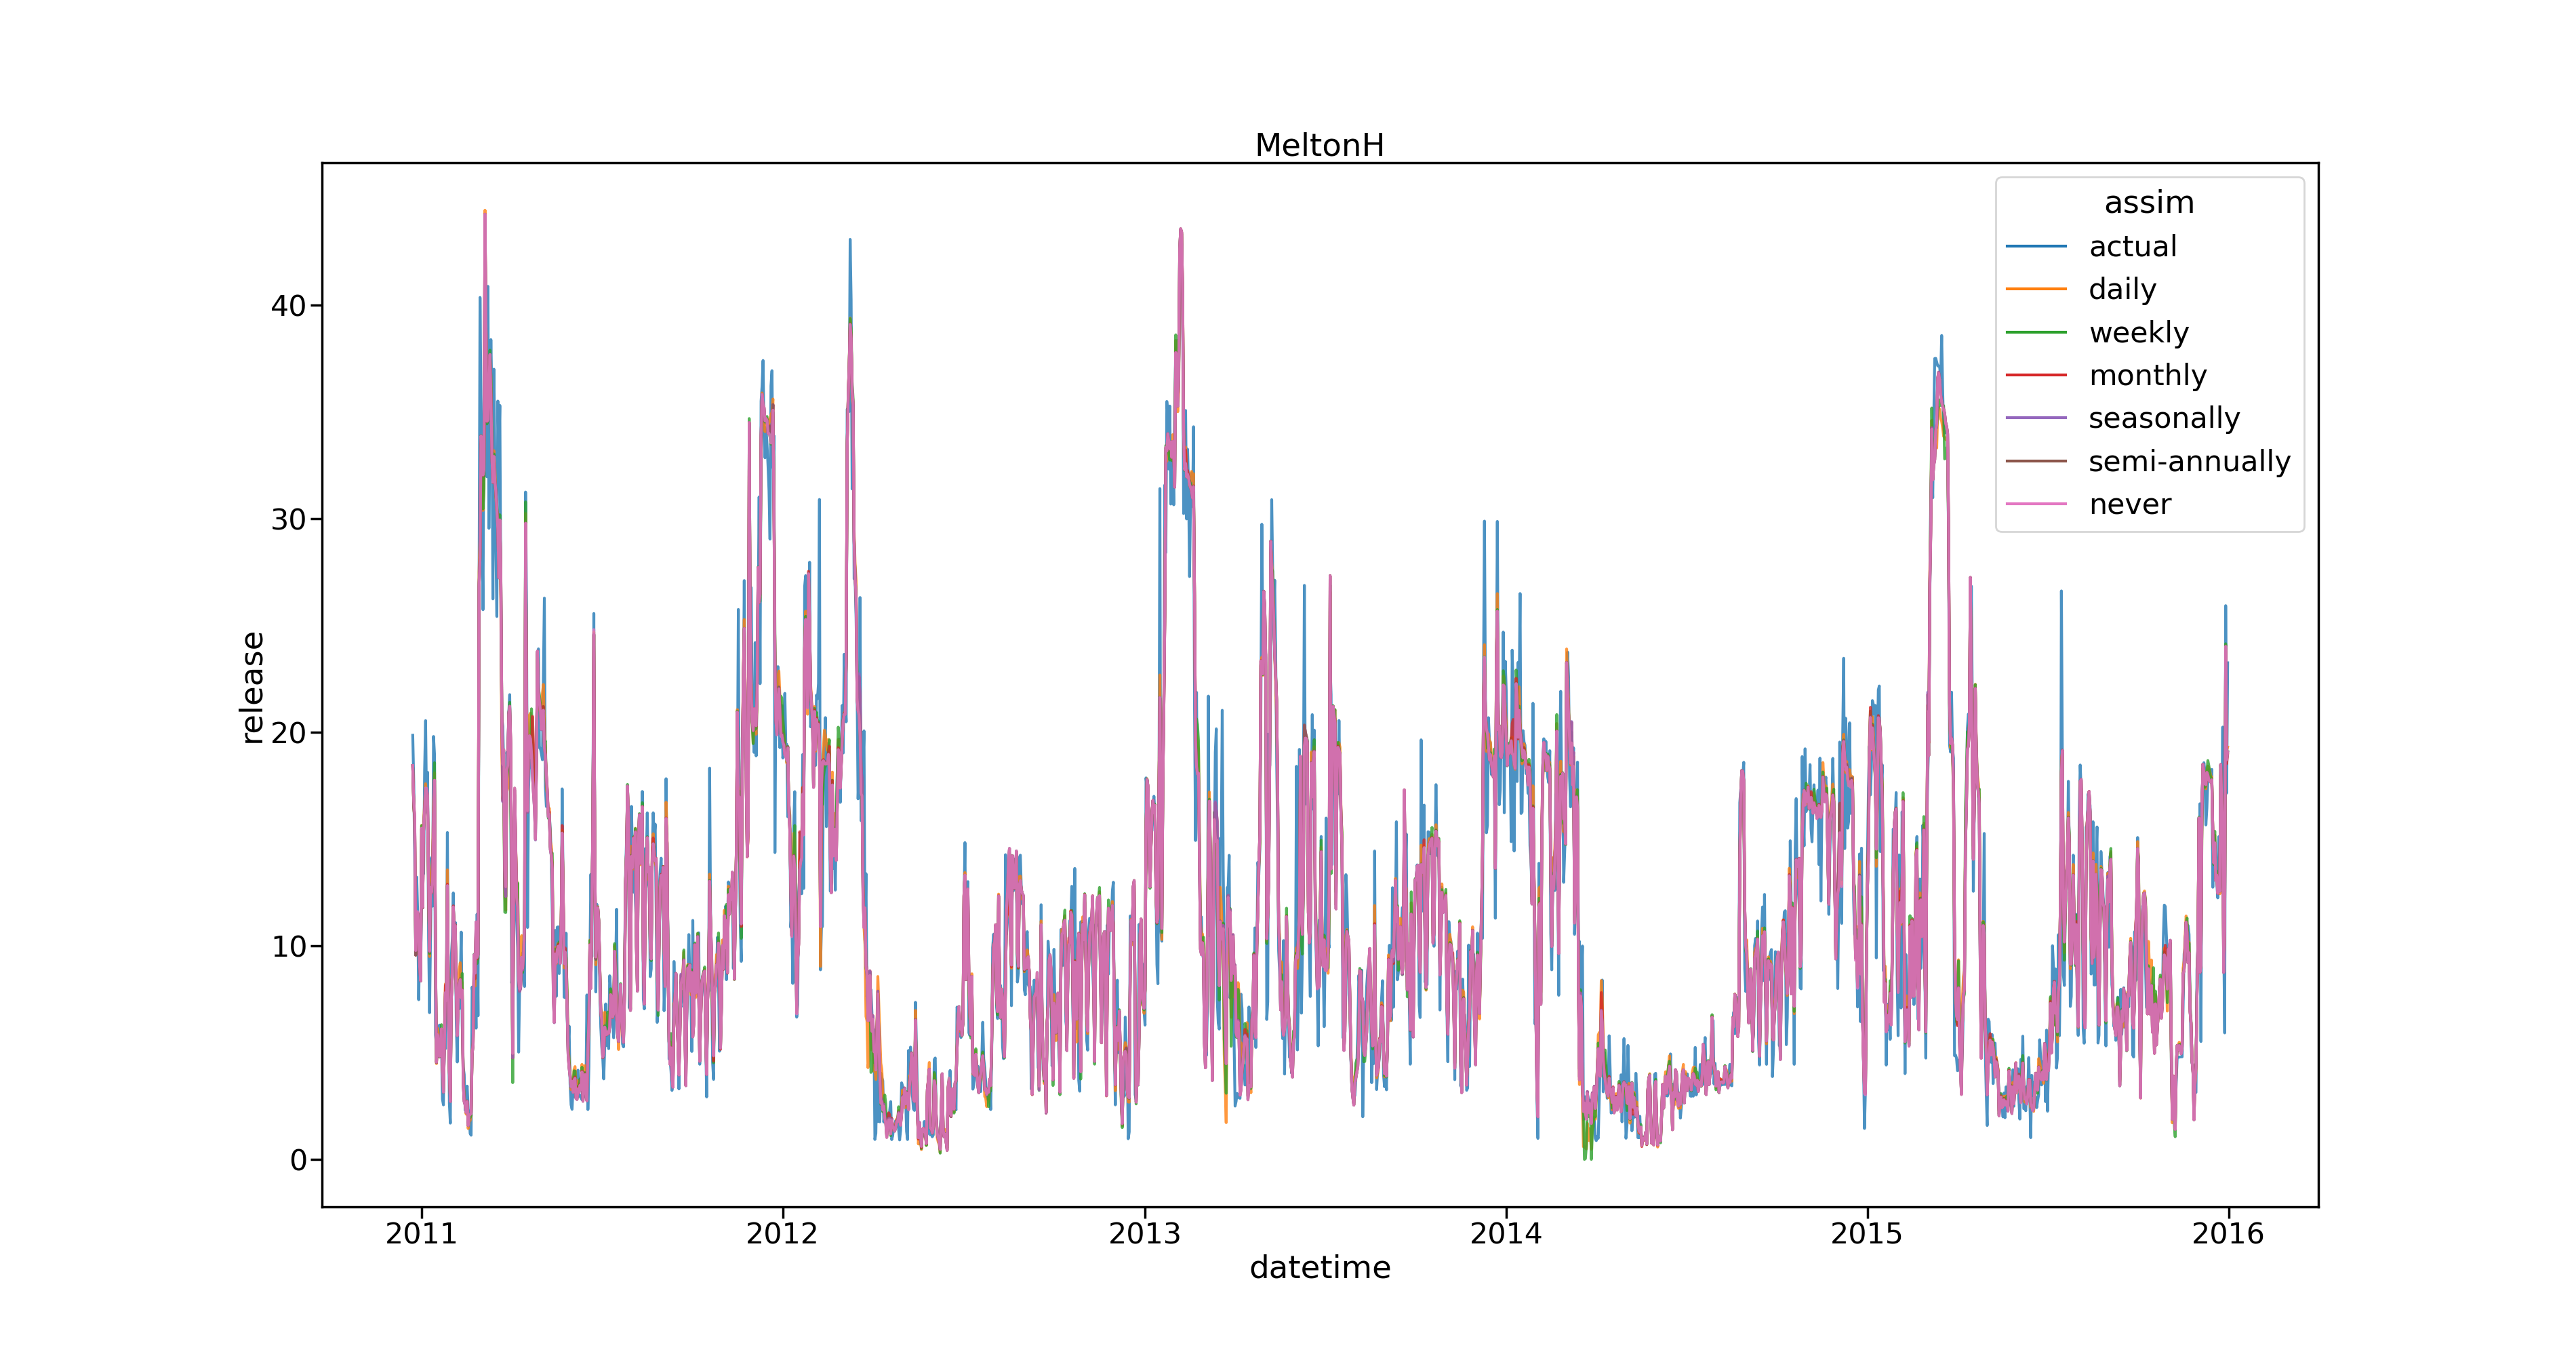 MeltonH
assim
actual
daily
weekly
monthly
seasonally
semi-annually
never
release
40
30
20
10
0
2011 2012 2013 2014 2015 2016
datetime